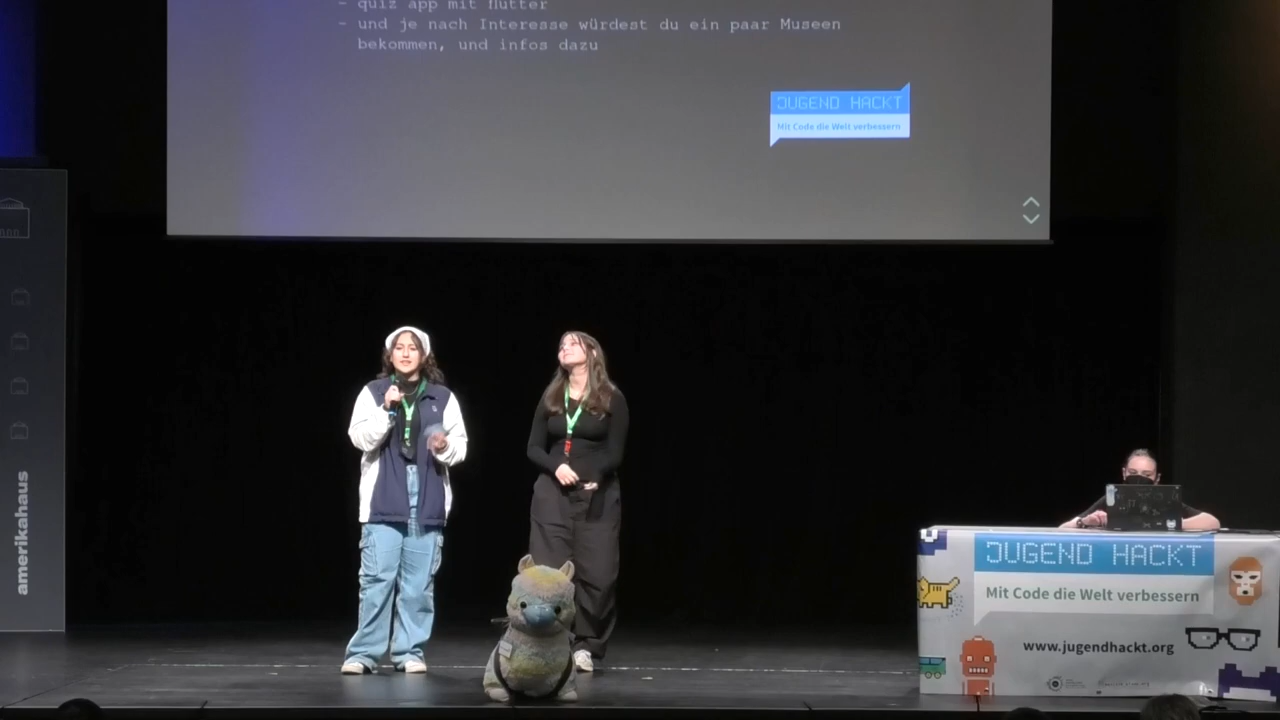 - quiz app mit flutter
- und je nach Interesse würdest du ein paar Museen
bekommen, und infos dazu
JUGEND HACKT
Mit Code die Welt verbessern
amerikahaus
JUGEND HACKT
Mit Code die Welt verbessern
www.jugendhackt.org